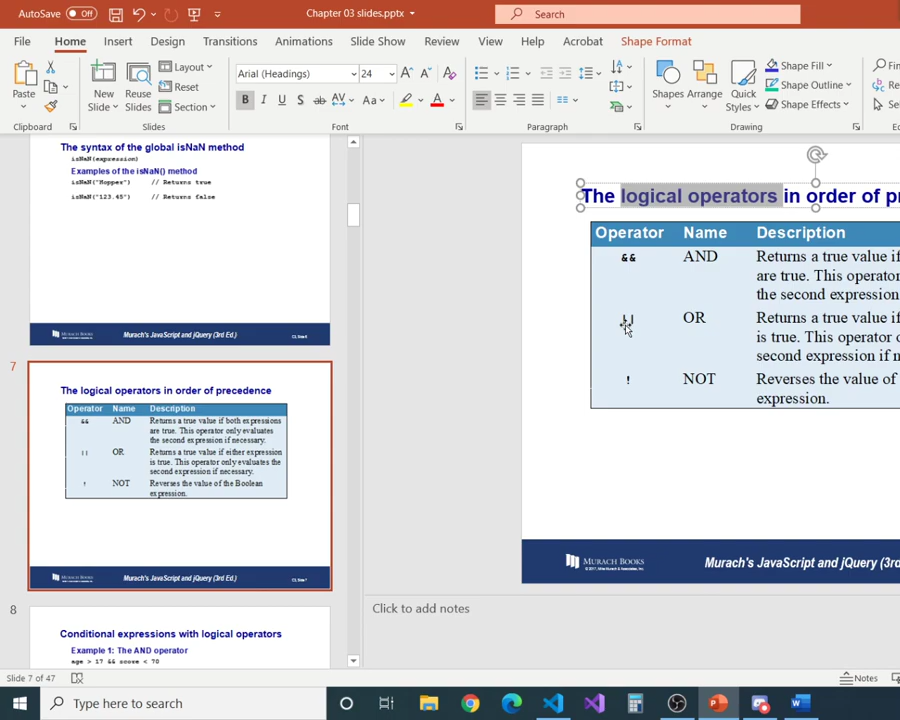 AutoSave Off
Chapter 03 slides.pptx
Search
File Home Insert Design Transitions Animations Slide Show Review View Help Acrobat Shape Format
Paste
Clipboard
New Slide
Reuse Slides
Layout
Reset
Section
Slides
Arial (Headings) 24
B I U S ab AV Aa
Font
Paragraph
Shapes Arrange Quick Styles
Shape Fill
Shape Outline
Shape Effects
Drawing
The syntax of the global isNaN method
isNaN(expression)
Examples of the isNaN() method
isNaN("Hopper") // Returns true
isNaN("123.45") // Returns false
Murach's JavaScript and jQuery (3rd Ed.)
7
The logical operators in order of precedence
Operator Name Description
&& AND Returns a true value if both expressions
are true. This operator only evaluates
the second expression if necessary.
|| OR Returns a true value if either expression
is true. This operator only evaluates the
second expression if necessary.
! NOT Reverses the value of the Boolean
expression.
Murach's JavaScript and jQuery (3rd Ed.)
8
Conditional expressions with logical operators
Example 1: The AND operator
age > 17 && score < 70
The logical operators in order of
Operator Name Description
&& AND Returns a true value if
are true. This operator
the second expression
|| OR Returns a true value if
is true. This operator
second expression if
! NOT Reverses the value of
expression.
MURACH BOOKS
Murach's JavaScript and jQuery
Click to add notes
Slide 7 of 47
Notes
Type here to search